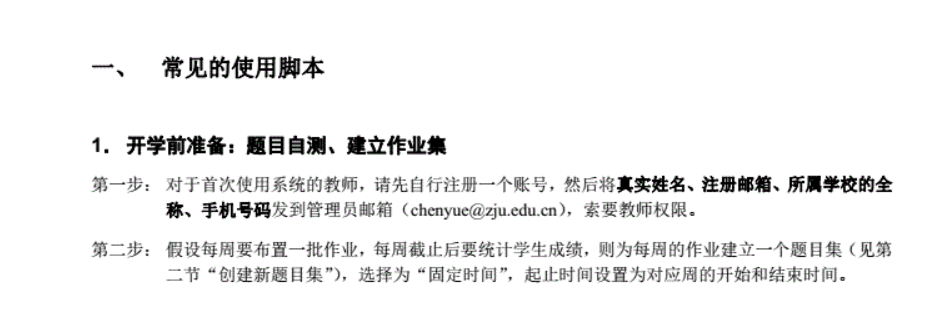 一、 常见的使用脚本
1. 开学前准备：题目自测、建立作业集
第一步： 对于首次使用系统的教师，请先自行注册一个账号，然后将真实姓名、注册邮箱、所属学校的全
称、手机号码发到管理员邮箱（chenyue@zju.edu.cn），索要教师权限。
第二步： 假设每周要布置一批作业，每周截止后要统计学生成绩，则为每周的作业建立一个题目集（见第
二节“创建新题目集”），选择为“固定时间”，起止时间设置为对应周的开始和结束时间。